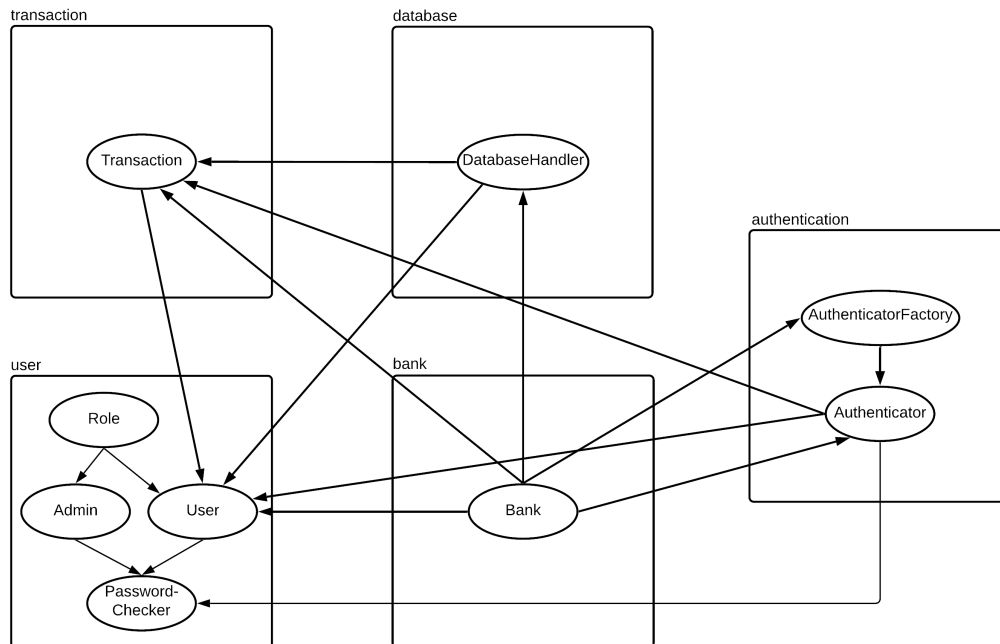 transaction
database
Transaction
DatabaseHandler
authentication
AuthenticatorFactory
user
bank
Role
Authenticator
Admin
User
Bank
Password-
Checker